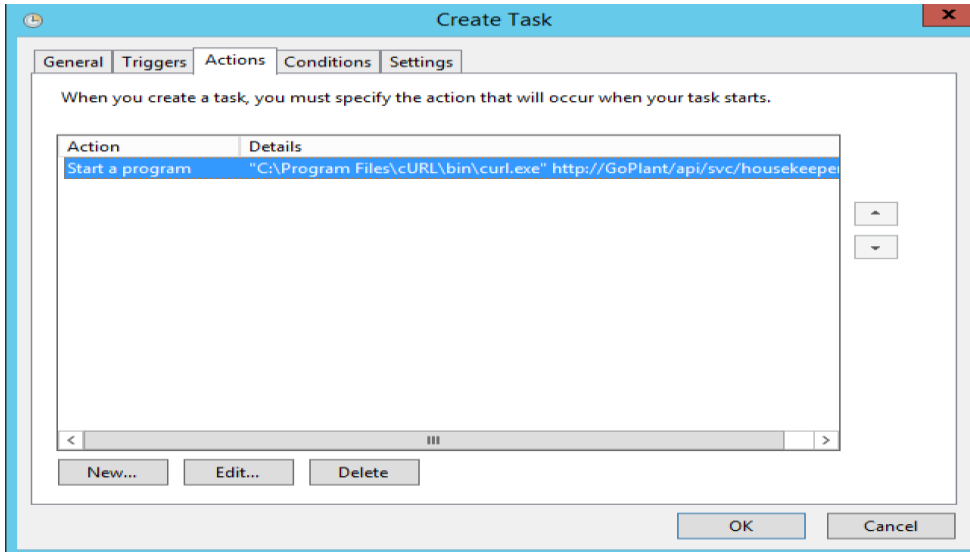 Create Task
x
General Triggers Actions Conditions Settings
When you create a task, you must specify the action that will occur when your task starts.
Action Details
Start a program "C:\Program Files\cURL\bin\curl.exe" http://GoPlant/api/svc/housekeeper
New... Edit... Delete
OK Cancel